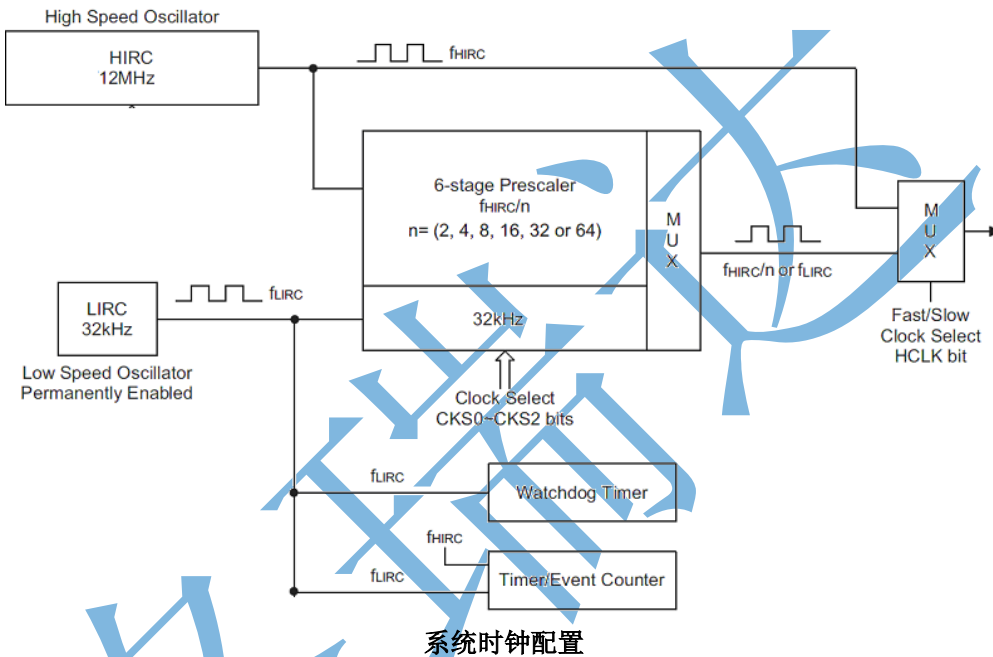 High Speed Oscillator
HIRC
12MHz
fHIRC
6-stage Prescaler
fHIRC/n
n= (2, 4, 8, 16, 32 or 64)
M
U
X
M
U
X
fHIRC/n or fLIRC
LIRC
32kHz
fLIRC
32kHz
Low Speed Oscillator
Permanently Enabled
Fast/Slow
Clock Select
HCLK bit
Clock Select
CKS0~CKS2 bits
fLIRC
Watchdog Timer
fHIRC
fLIRC
Timer/Event Counter
系统时钟配置